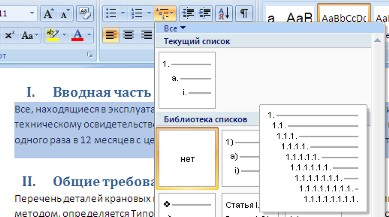 11
Aa
А
a. AaB
AaBbCcDc
Все
Текущий список
1.
a.
i.
Библиотека списков
нет
1)
a)
i)
Статья I.
1.
1.1.
1.1.1.
1.1.1.1.
1.1.1.1.1.
1.1.1.1.1.1.
1.1.1.1.1.1.1.
1.1.1.1.1.1.1.1.
1.1.1.1.1.1.1.1.1.
I. Вводная часть
Все, находящиеся в эксплуата
техническому освидетельство
одного раза в 12 месяцев с це
II. Общие требова
Перечень деталей крановых
методом, определяется Типо